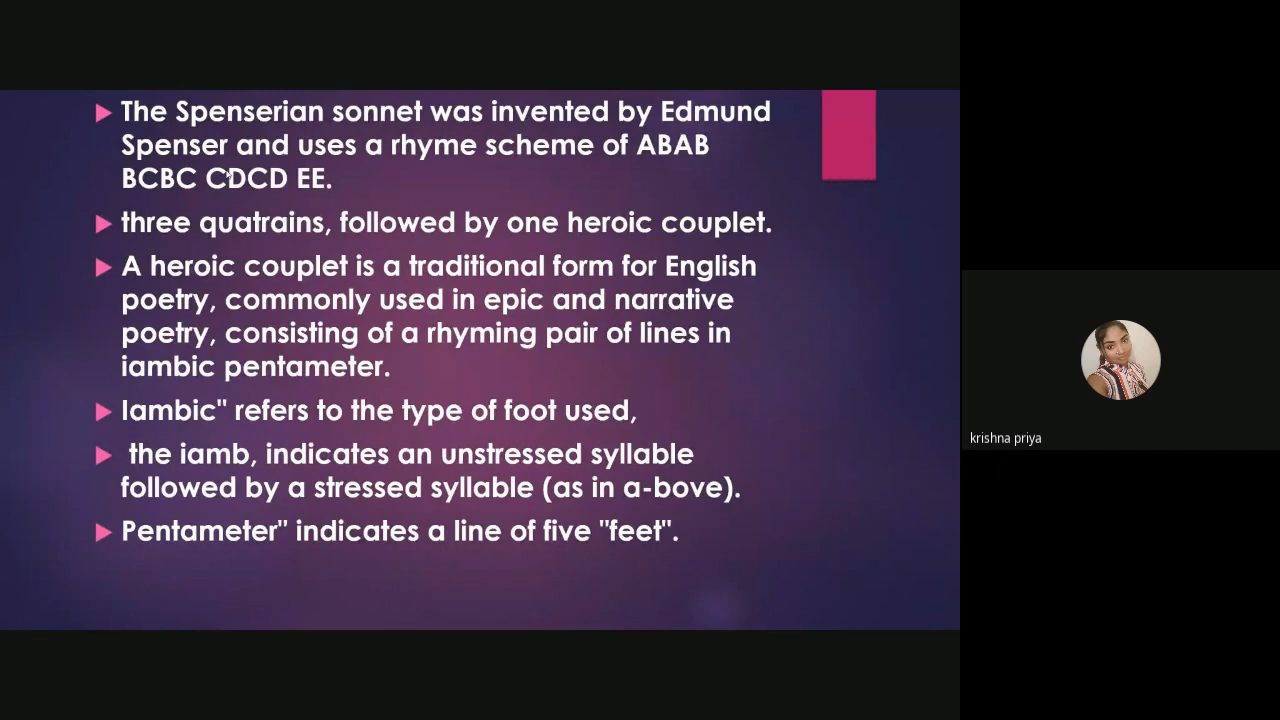 The Spenserian sonnet was invented by Edmund
Spenser and uses a rhyme scheme of ABAB
BCBC CDCD EE.
three quatrains, followed by one heroic couplet.
A heroic couplet is a traditional form for English
poetry, commonly used in epic and narrative
poetry, consisting of a rhyming pair of lines in
iambic pentameter.
Iambic" refers to the type of foot used,
the iamb, indicates an unstressed syllable
followed by a stressed syllable (as in a-bove).
Pentameter" indicates a line of five "feet".
krishna priya